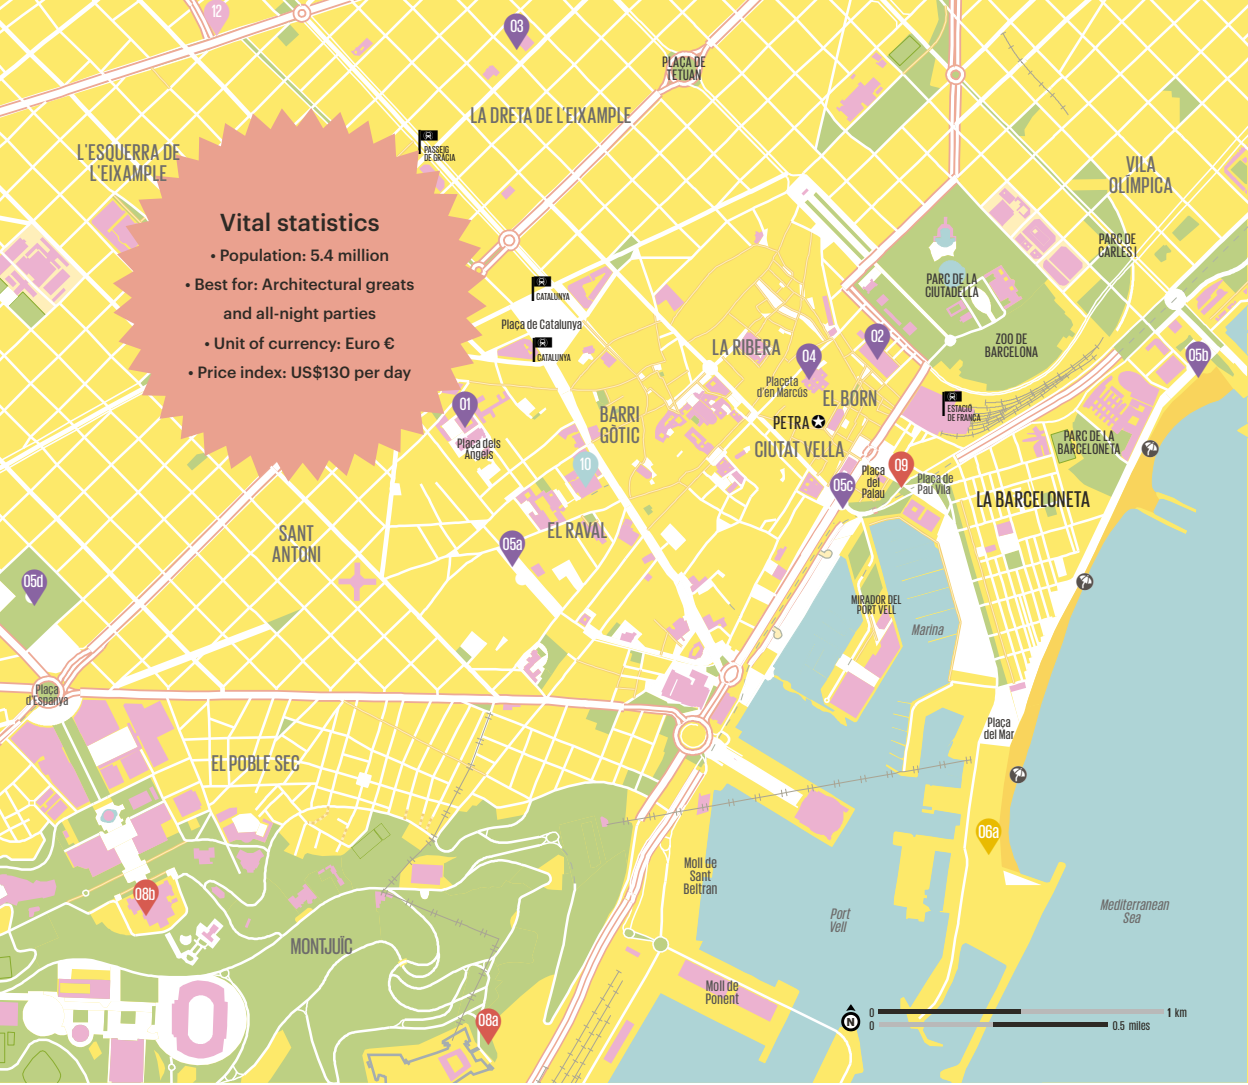 12
03
PLAÇA DE
TETUAN
LA DRETA DE L'EIXAMPLE
PASSEIG
DE GRÀCIA
L'ESQUERRA DE
L'EIXAMPLE
VILA
OLÍMPICA
Vital statistics
• Population: 5.4 million
• Best for: Architectural greats
and all-night parties
• Unit of currency: Euro €
• Price index: US$130 per day
PARC DE
CARLES I
PARC DE LA
CIUTADELLA
CATALUNYA
Plaça de Catalunya
CATALUNYA
LA RIBERA
02
04
ZOO DE
BARCELONA
05b
Placeta
d'en Marcús
EL BORN
01
Plaça dels
Àngels
BARRI
GÒTIC
PETRA
CIUTAT VELLA
ESTACIÓ
DE FRANÇA
PARC DE LA
BARCELONETA
10
05c
Plaça
del
Palau
09
Plaça de
Pau Vila
LA BARCELONETA
SANT
ANTONI
EL RAVAL
05a
05d
MIRADOR DEL
PORT VELL
Marina
Plaça
d'Espanya
Plaça
del Mar
EL POBLE SEC
06a
Moll de
Sant
Beltran
08b
Port
Vell
Mediterranean
Sea
MONTJUÏC
Moll de
Ponent
08a
N
0
1 km
0
0.5 miles